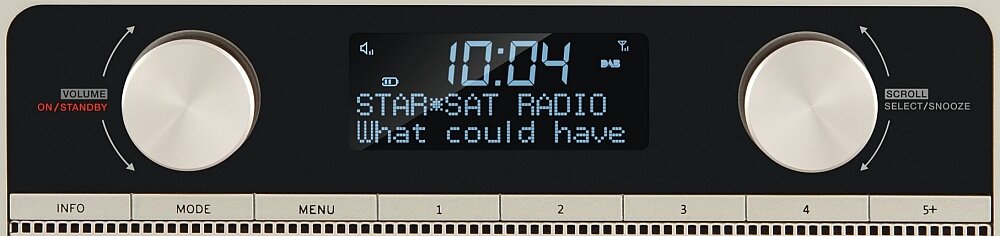 10:04
DAB
VOLUME
ON/STANDBY
STAR*SAT RADIO
What could have
SCROLL
SELECT/SNOOZE
INFO MODE MENU 1 2 3 4 5+